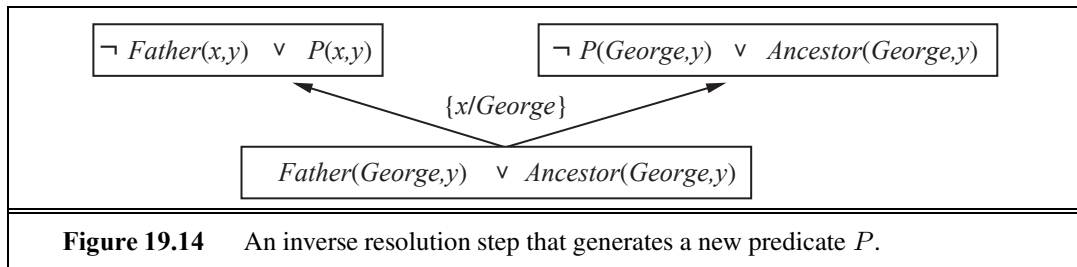 ¬ Father(x,y) ∨ P(x,y)
¬ P(George,y) ∨ Ancestor(George,y)
{x/George}
Father(George,y) ∨ Ancestor(George,y)
Figure 19.14 An inverse resolution step that generates a new predicate P.